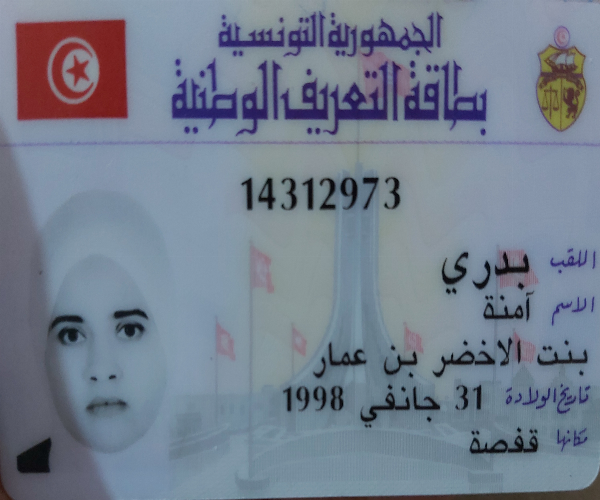 الجمهورية التونسية
بطاقة التعريف الوطنية
14312973
اللقب بدري
الاسم آمنة
بنت الاخضر بن عمار
تاريخ الولادة 31 جانفي 1998
مكانها قفصة